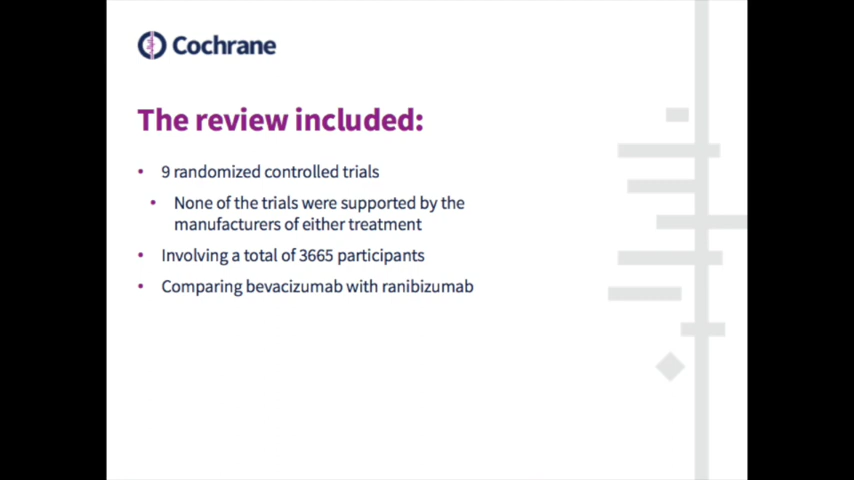 Cochrane
The review included:
• 9 randomized controlled trials
• None of the trials were supported by the
manufacturers of either treatment
• Involving a total of 3665 participants
• Comparing bevacizumab with ranibizumab